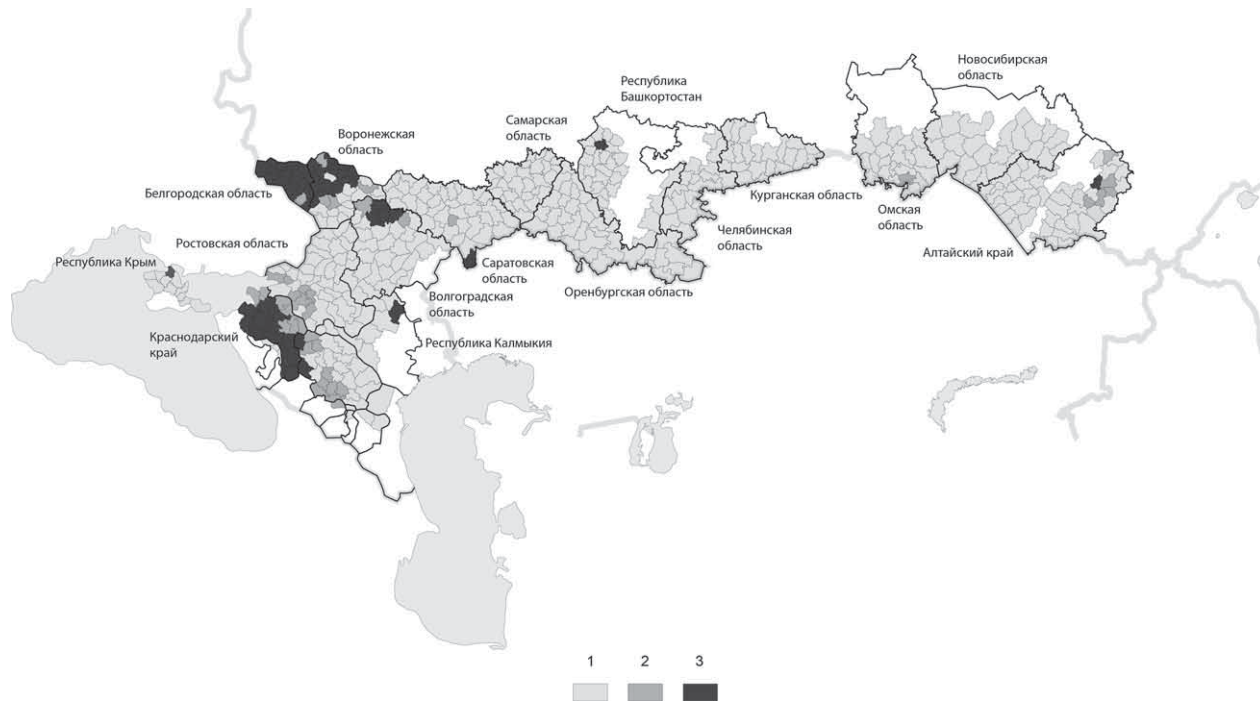 Новосибирская
область
Республика
Башкортостан
Самарская
область
Воронежская
область
Белгородская область
Курганская область
Омская
область
Челябинская
область
Алтайский край
Ростовская область
Республика Крым
Саратовская
область
Оренбургская область
Волгоградская
область
Краснодарский
край
Республика Калмыкия
1 2 3